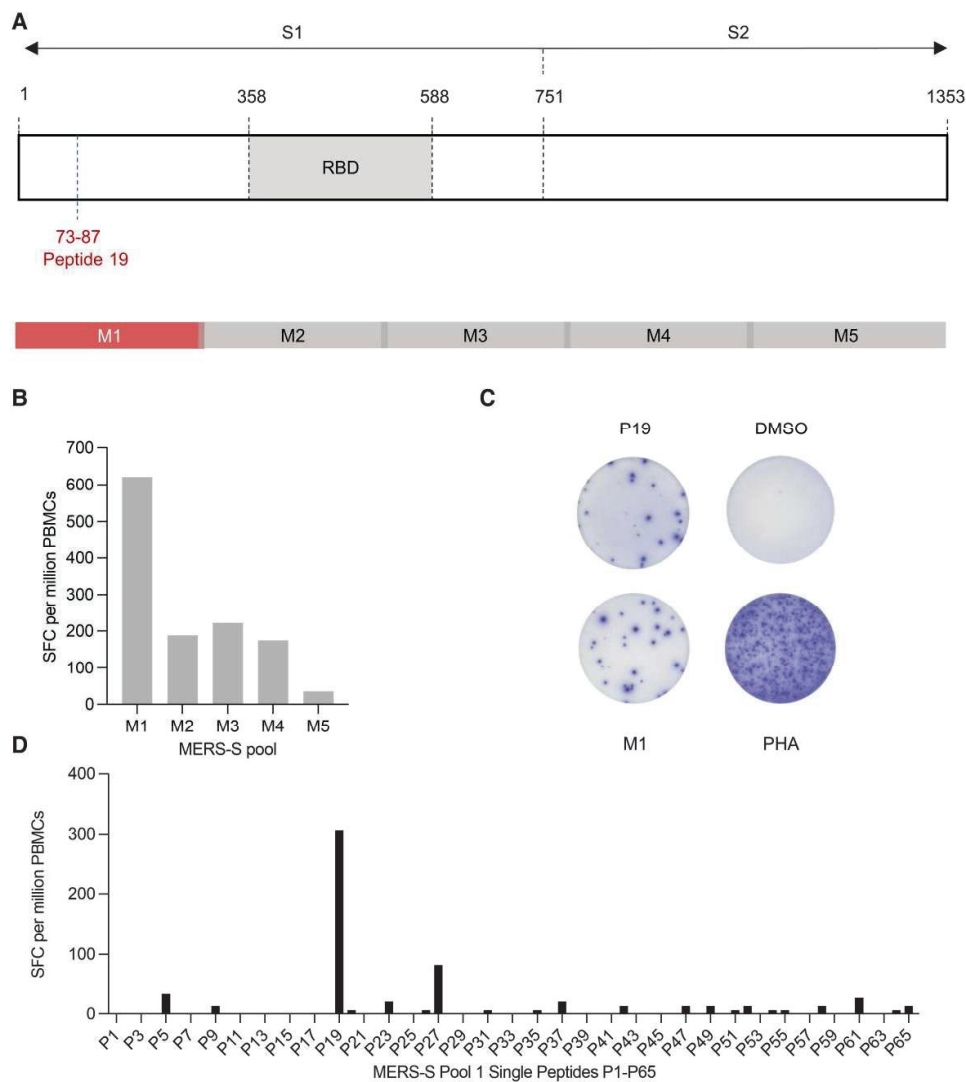 A
S1 S2
1 358 588 751 1353
RBD
73-87
Peptide 19
M1 M2 M3 M4 M5
B
SFC per million PBMCs
700
600
500
400
300
200
100
0
M1 M2 M3 M4 M5
MERS-S pool
C
P19 DMSO
M1 PHA
D
SFC per million PBMCs
400
300
200
100
0
P1 P3 P5 P7 P9 P11 P13 P15 P17 P19 P21 P23 P25 P27 P29 P31 P33 P35 P37 P39 P41 P43 P45 P47 P49 P51 P53 P55 P57 P59 P61 P63 P65
MERS-S Pool 1 Single Peptides P1-P65